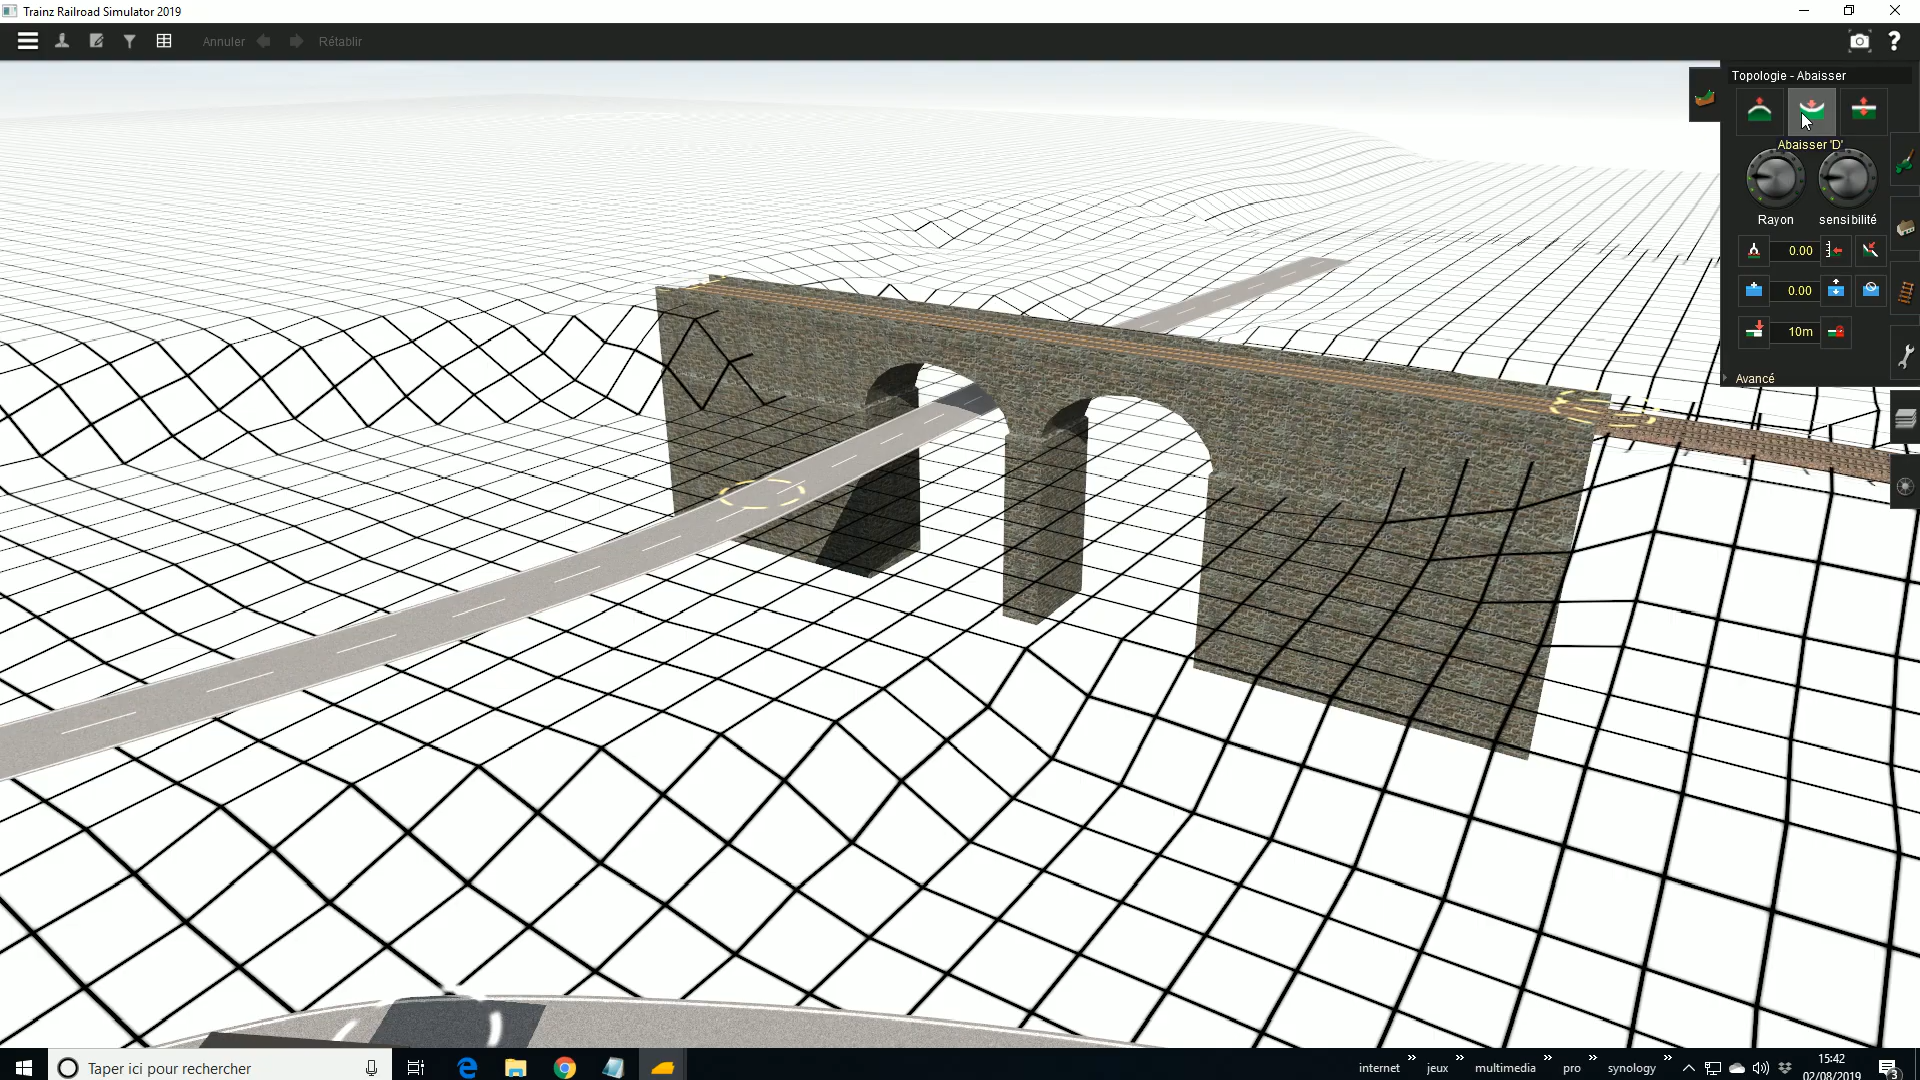 Trainz Railroad Simulator 2019
Annuler
Rétablir
?
Topologie - Abaisser
Abaisser 'D'
Rayon
sensibilité
0.00
0.00
10m
Avancé
Taper ici pour rechercher
internet
»
jeux
»
multimedia
»
pro
»
synology
»
15:42
02/08/2019
3